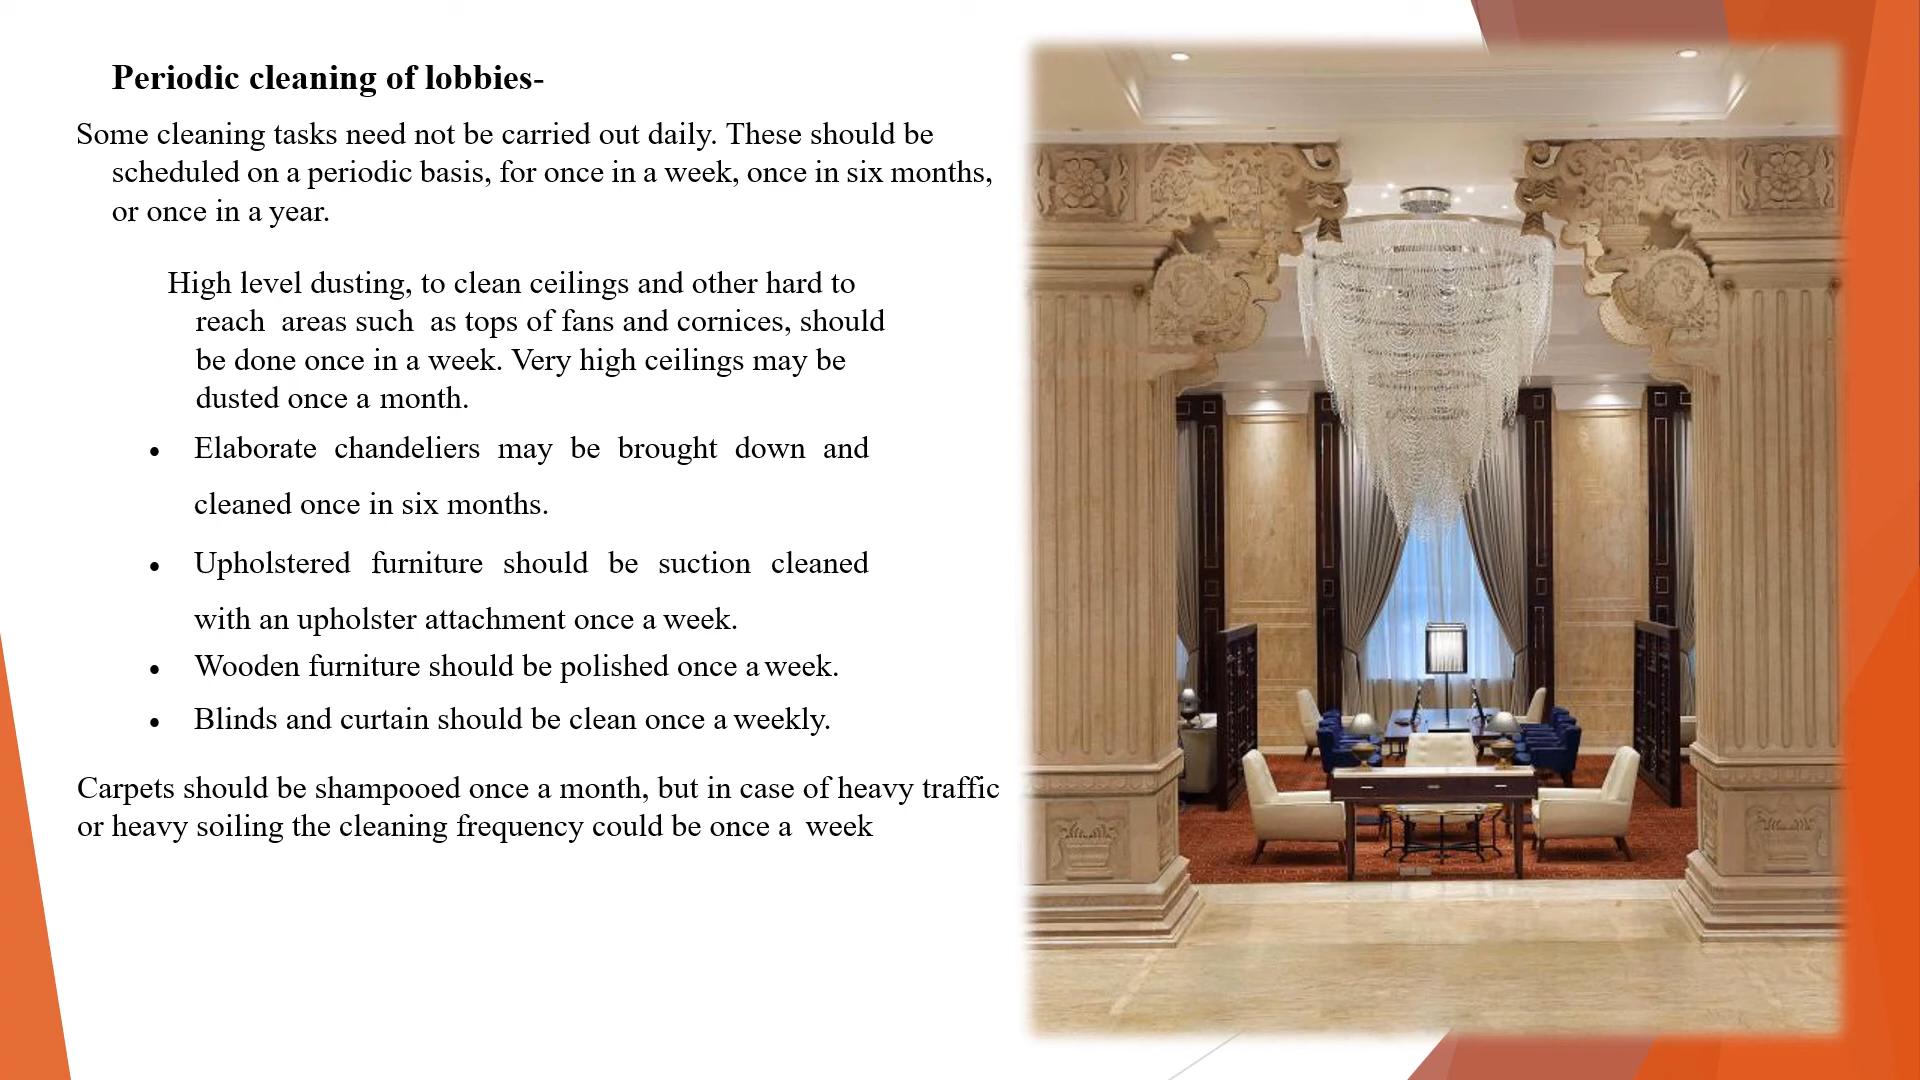 Periodic cleaning of lobbies-
Some cleaning tasks need not be carried out daily. These should be
scheduled on a periodic basis, for once in a week, once in six months,
or once in a year.
High level dusting, to clean ceilings and other hard to
reach areas such as tops of fans and cornices, should
be done once in a week. Very high ceilings may be
dusted once a month.
• Elaborate chandeliers may be brought down and
cleaned once in six months.
• Upholstered furniture should be suction cleaned
with an upholster attachment once a week.
• Wooden furniture should be polished once a week.
• Blinds and curtain should be clean once a weekly.
Carpets should be shampooed once a month, but in case of heavy traffic
or heavy soiling the cleaning frequency could be once a week